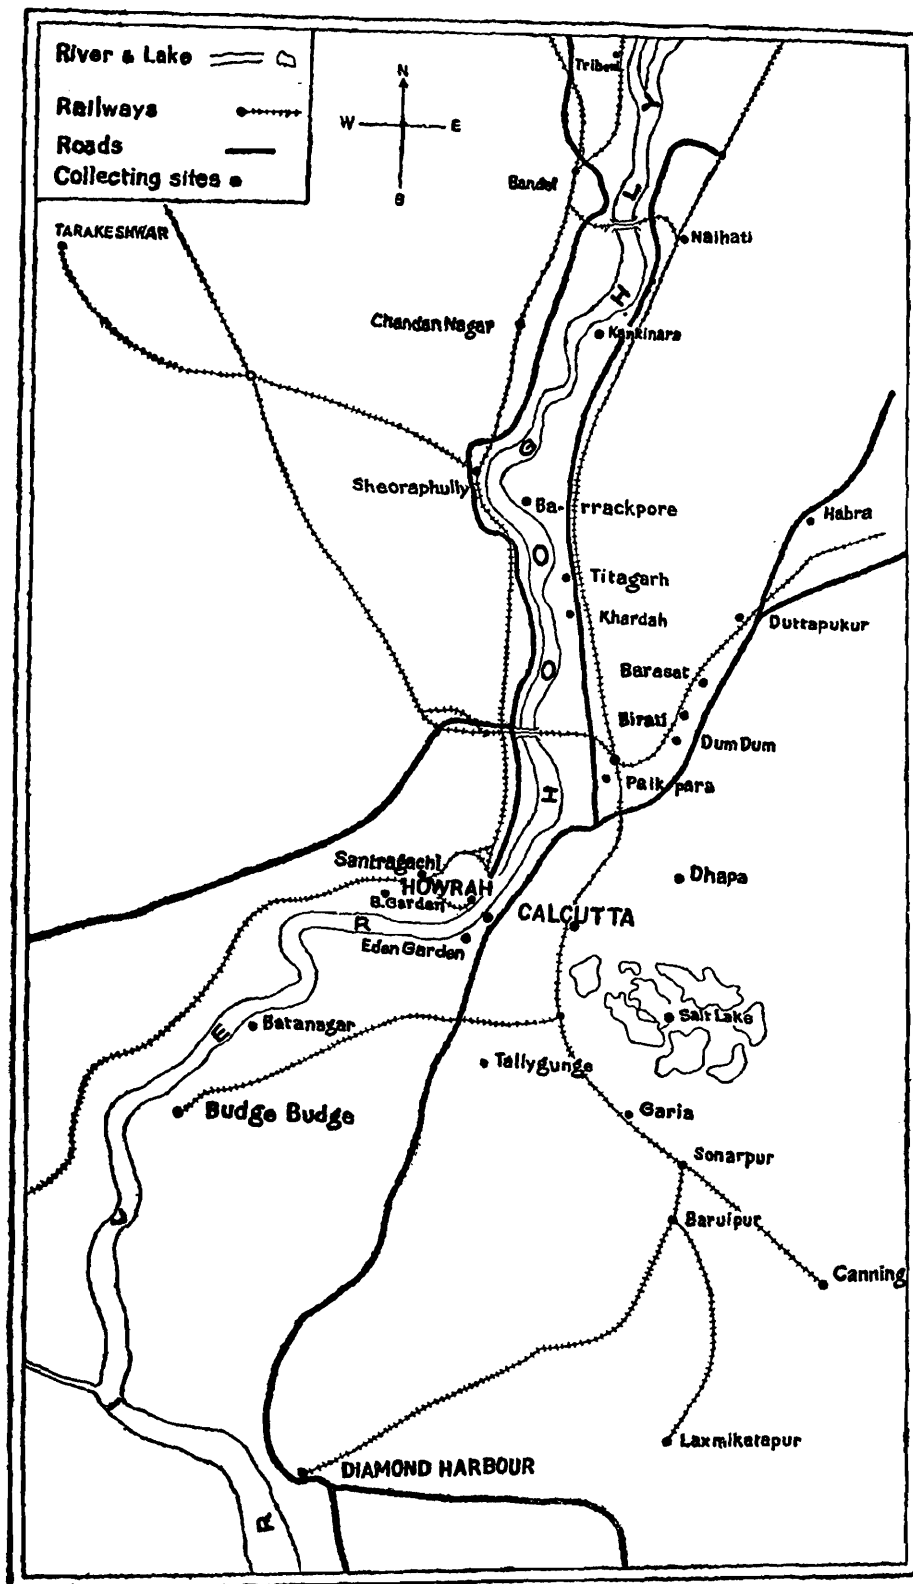 River & Lake
Railways
Roads
Collecting sites
N
W E
S
Tribeni
Bandel
Y
L
TARAKESHWAR
Naihati
H
Chandan Nagar
Kankinara
G
Sheoraphully
Ba- rrackpore
Habra
O
Titagarh
Khardah
Duttapukur
O
Barasat
Birati
Dum Dum
Paikpara
H
Santragachi
HOWRAH
Dhapa
B. Garden
CALCUTTA
R
Eden Garden
Salt Lake
Batanagar
E
Tallygunge
Budge Budge
Garia
Sonarpur
Baruipur
Canning
Laxmikatapur
DIAMOND HARBOUR
R